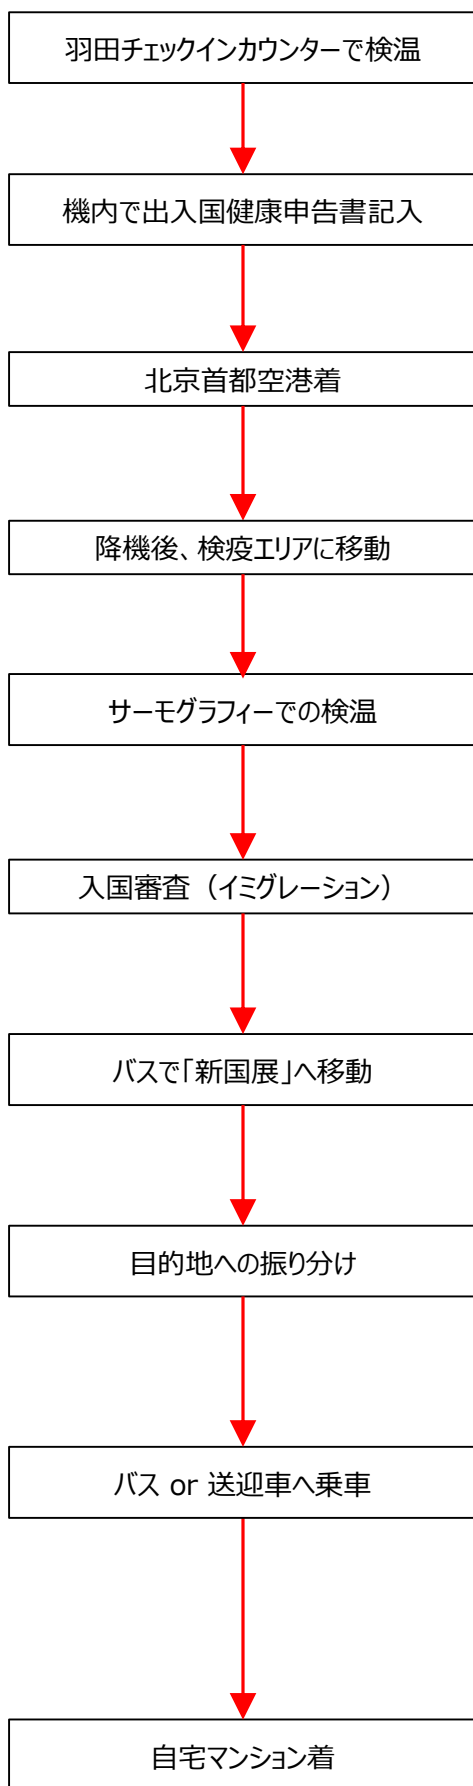 羽田チェックインカウンターで検温
機内で出入国健康申告書記入
北京首都空港着
降機後、検疫エリアに移動
サーモグラフィーでの検温
入国審査（イミグレーション）
バスで「新国展」へ移動
目的地への振り分け
バス or 送迎車へ乗車
自宅マンション着